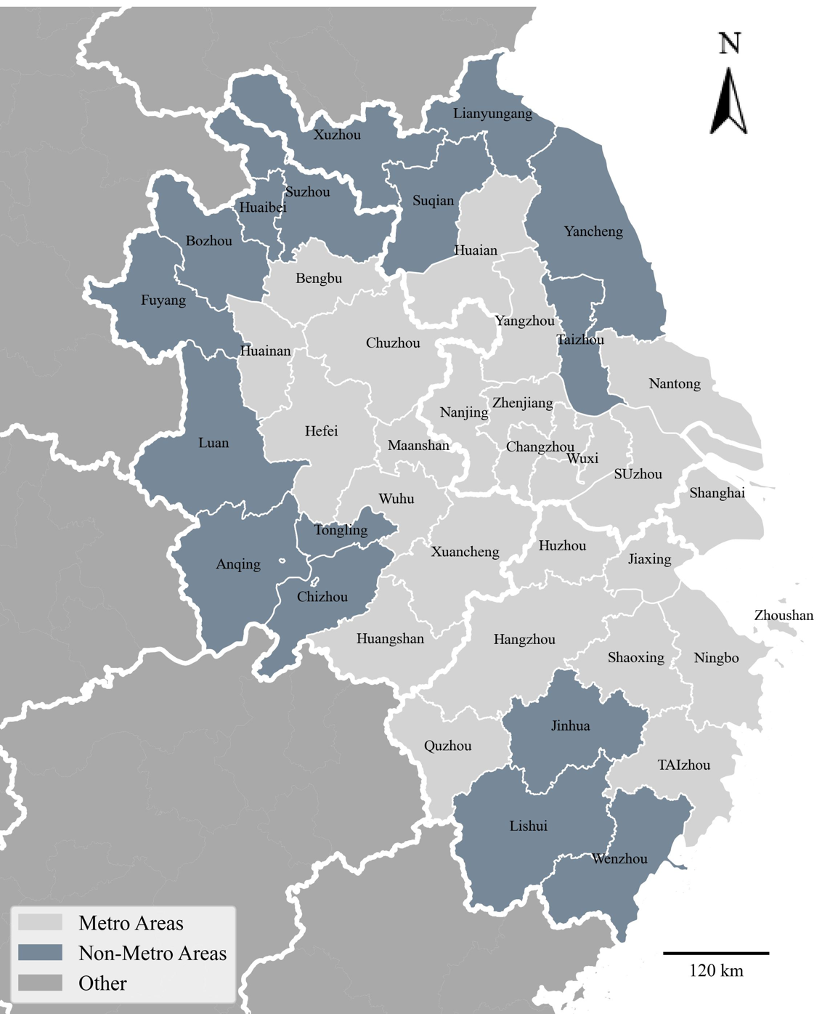 N
Lianyungang
Xuzhou
Suzhou
Suqian
Huaibei
Yancheng
Bozhou
Huaian
Bengbu
Fuyang
Yangzhou
Taizhou
Chuzhou
Huainan
Nantong
Zhenjiang
Nanjing
Hefei
Luan
Maanshan
Changzhou
Wuxi
SUzhou
Shanghai
Wuhu
Tongling
Huzhou
Xuancheng
Jiaxing
Anqing
Chizhou
Zhoushan
Huangshan
Hangzhou
Shaoxing
Ningbo
Jinhua
Quzhou
TAIzhou
Lishui
Wenzhou
Metro Areas
Non-Metro Areas
Other
120 km